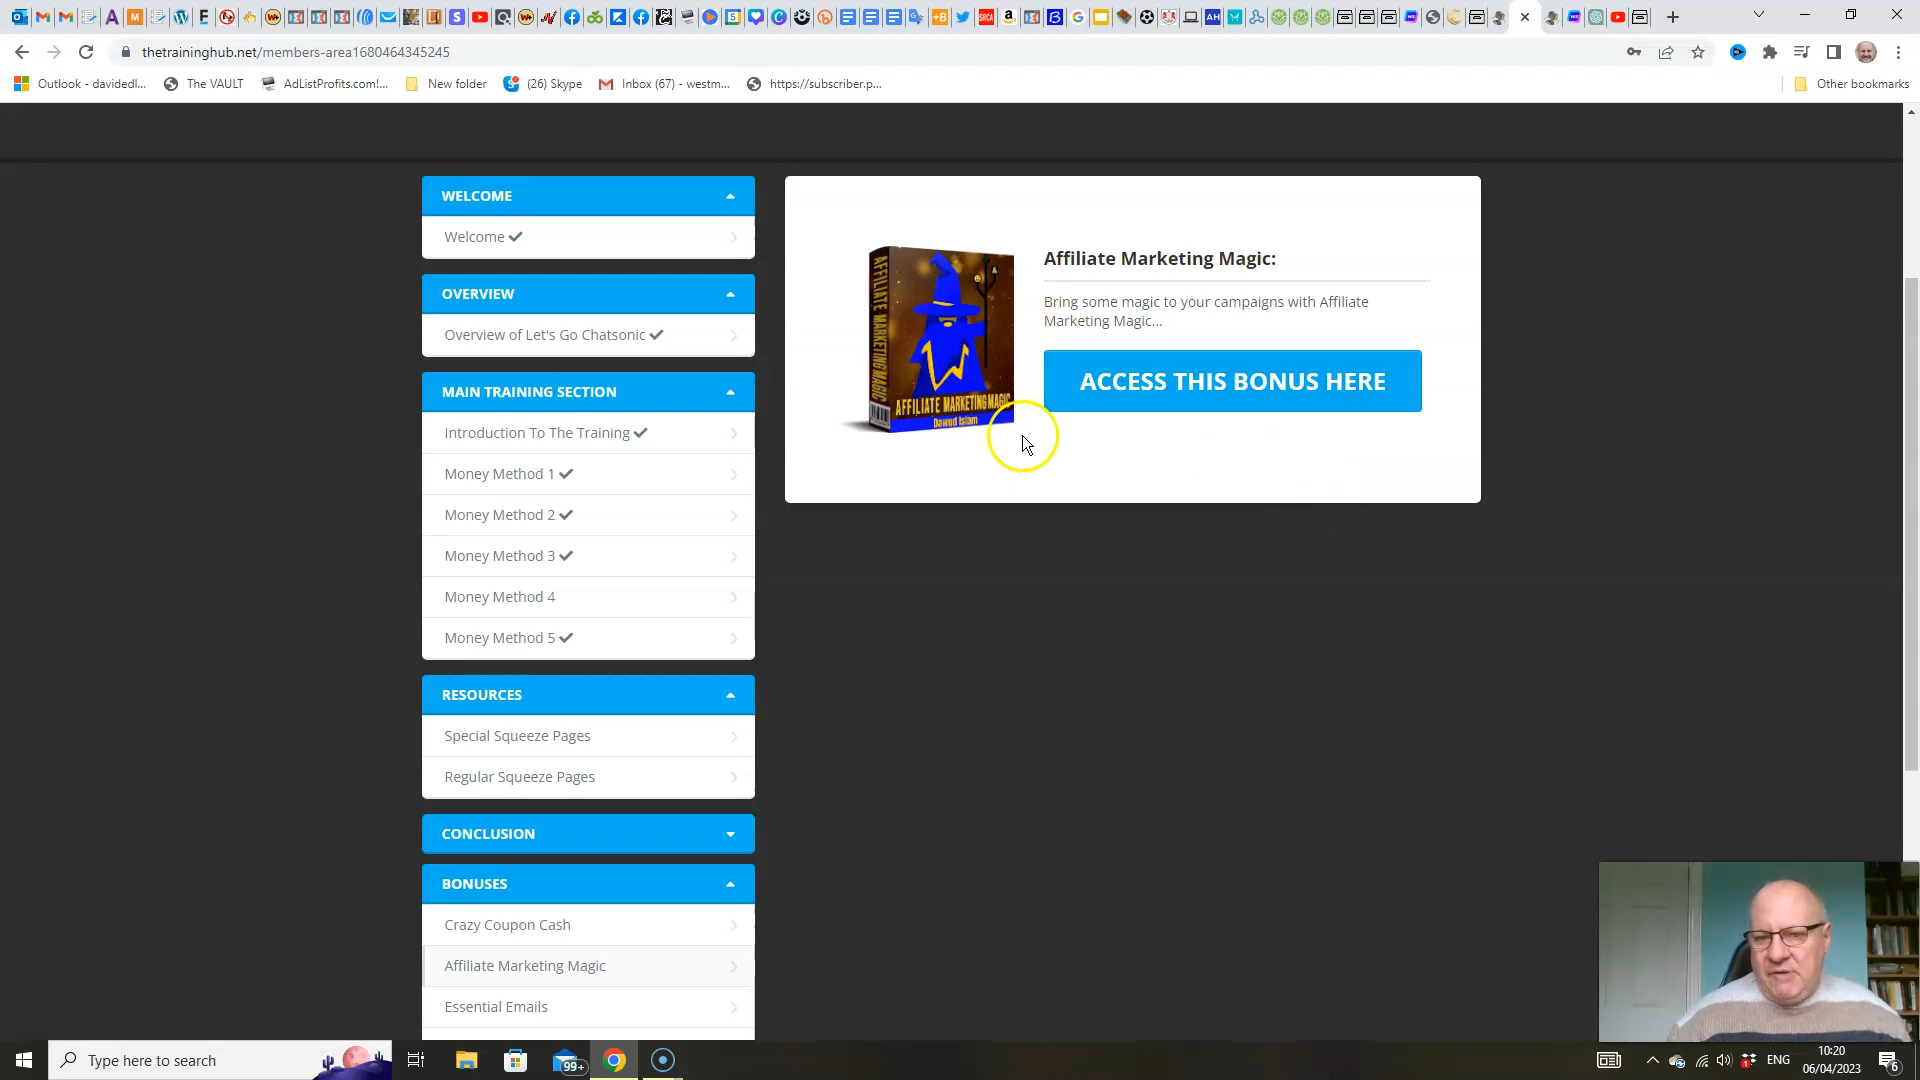 thetraininghub.net/members-area1680464345245
Outlook - davidedl...
The VAULT
AdListProfits.com!...
New folder
(26) Skype
Inbox (67) - westm...
https://subscriber.p...
Other bookmarks
WELCOME
Welcome
OVERVIEW
Overview of Let's Go Chatsonic
MAIN TRAINING SECTION
Introduction To The Training
Money Method 1
Money Method 2
Money Method 3
Money Method 4
Money Method 5
RESOURCES
Special Squeeze Pages
Regular Squeeze Pages
CONCLUSION
BONUSES
Crazy Coupon Cash
Affiliate Marketing Magic
Essential Emails
AFFILIATE MARKETING MAGIC
AFFILIATE MARKETING MAGIC
Dawud Islam
Affiliate Marketing Magic:
Bring some magic to your campaigns with Affiliate
Marketing Magic...
ACCESS THIS BONUS HERE
Type here to search
99+
ENG
10:20
06/04/2023
6